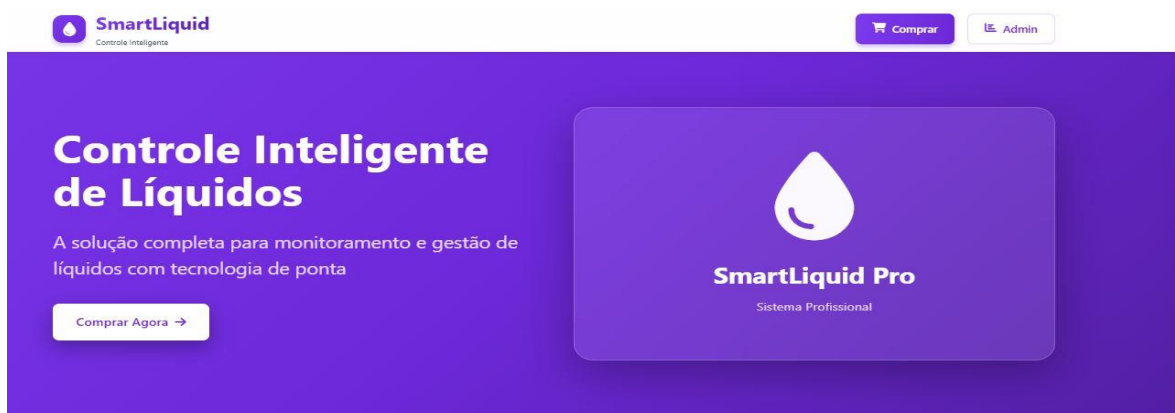 SmartLiquid
Controle Inteligente
Comprar
Admin
Controle Inteligente
de Líquidos
A solução completa para monitoramento e gestão de
líquidos com tecnologia de ponta
Comprar Agora →
SmartLiquid Pro
Sistema Profissional